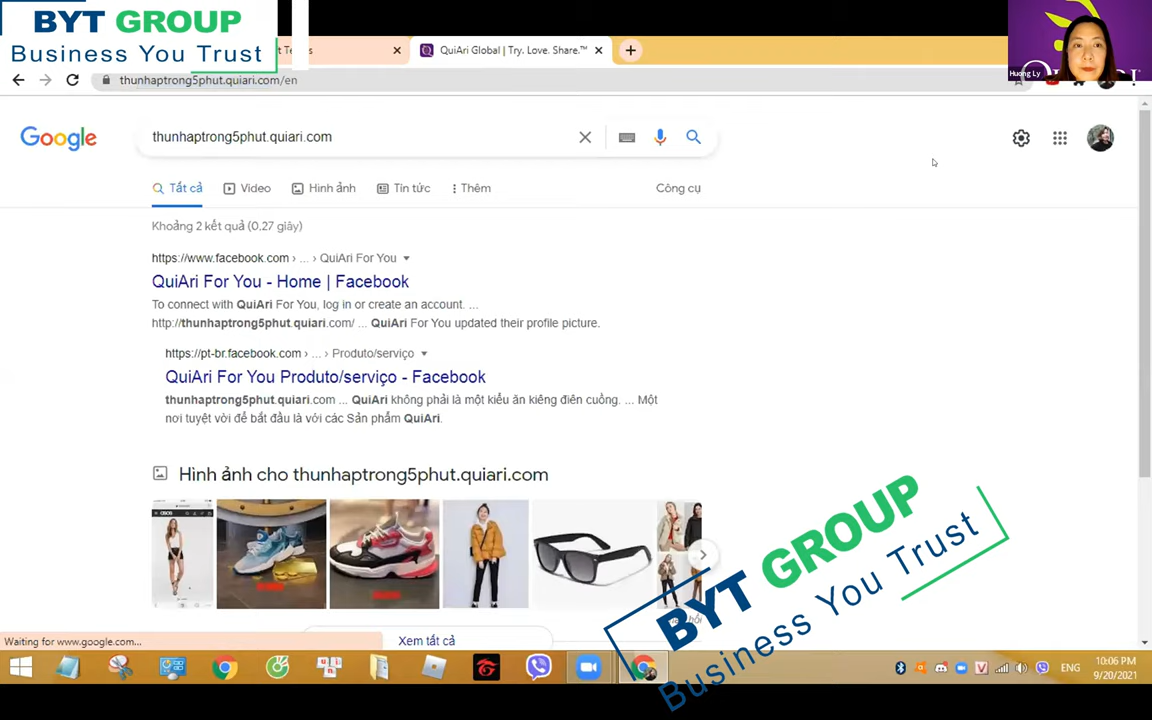 BYT GROUP
Business You Trust
QuiAri Global | Try. Love. Share.™
thunhaptrong5phut.quiari.com/en
Huong Ly
Google
thunhaptrong5phut.quiari.com
Tất cả
Video
Hình ảnh
Tin tức
Thêm
Công cụ
Khoảng 2 kết quả (0,27 giây)
https://www.facebook.com › ... › QuiAri For You
QuiAri For You - Home | Facebook
To connect with QuiAri For You, log in or create an account. ...
http://thunhaptrong5phut.quiari.com/ ... QuiAri For You updated their profile picture.
https://pt-br.facebook.com › ... › Produto/serviço
QuiAri For You Produto/serviço - Facebook
thunhaptrong5phut.quiari.com ... QuiAri không phải là một kiểu ăn kiêng điên cuồng. ... Một
nơi tuyệt vời để bắt đầu là với các Sản phẩm QuiAri.
Hình ảnh cho thunhaptrong5phut.quiari.com
BYT GROUP
Business You Trust
Xem tất cả
Waiting for www.google.com...
ENG
10:06 PM
9/20/2021